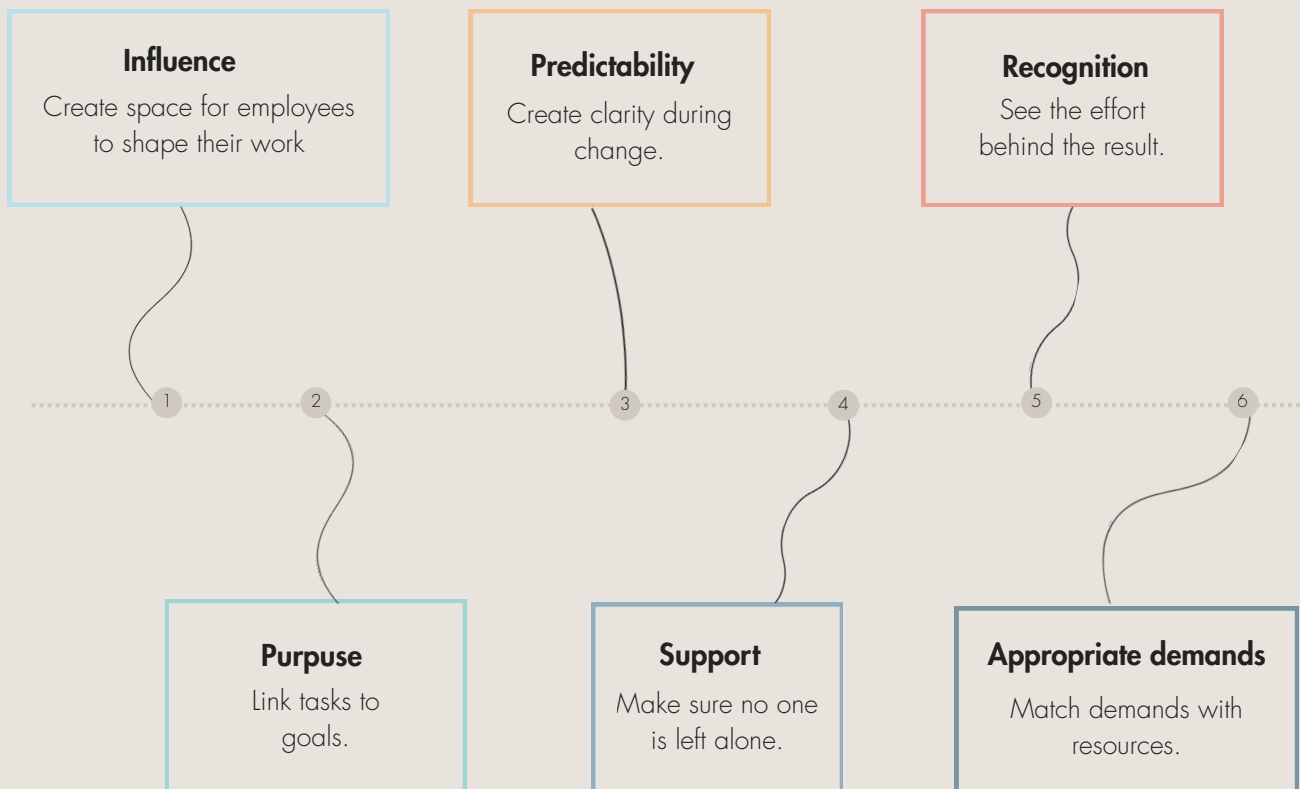 Influence
Create space for employees
to shape their work
Predictability
Create clarity during
change.
Recognition
See the effort
behind the result.
1
2
3
4
5
6
Purpuse
Link tasks to
goals.
Support
Make sure no one
is left alone.
Appropriate demands
Match demands with
resources.